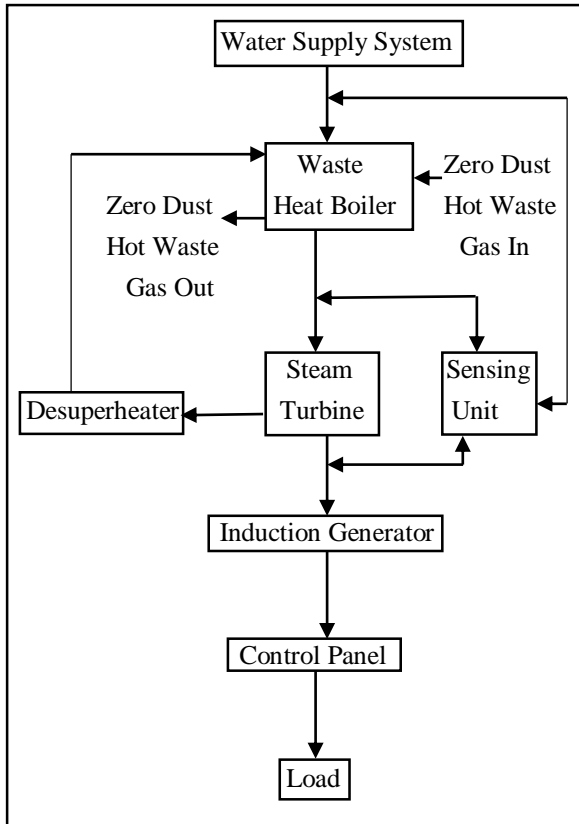 Water Supply System
Waste
Heat Boiler
Zero Dust
Hot Waste
Gas In
Zero Dust
Hot Waste
Gas Out
Steam
Turbine
Sensing
Unit
Desuperheater
Induction Generator
Control Panel
Load